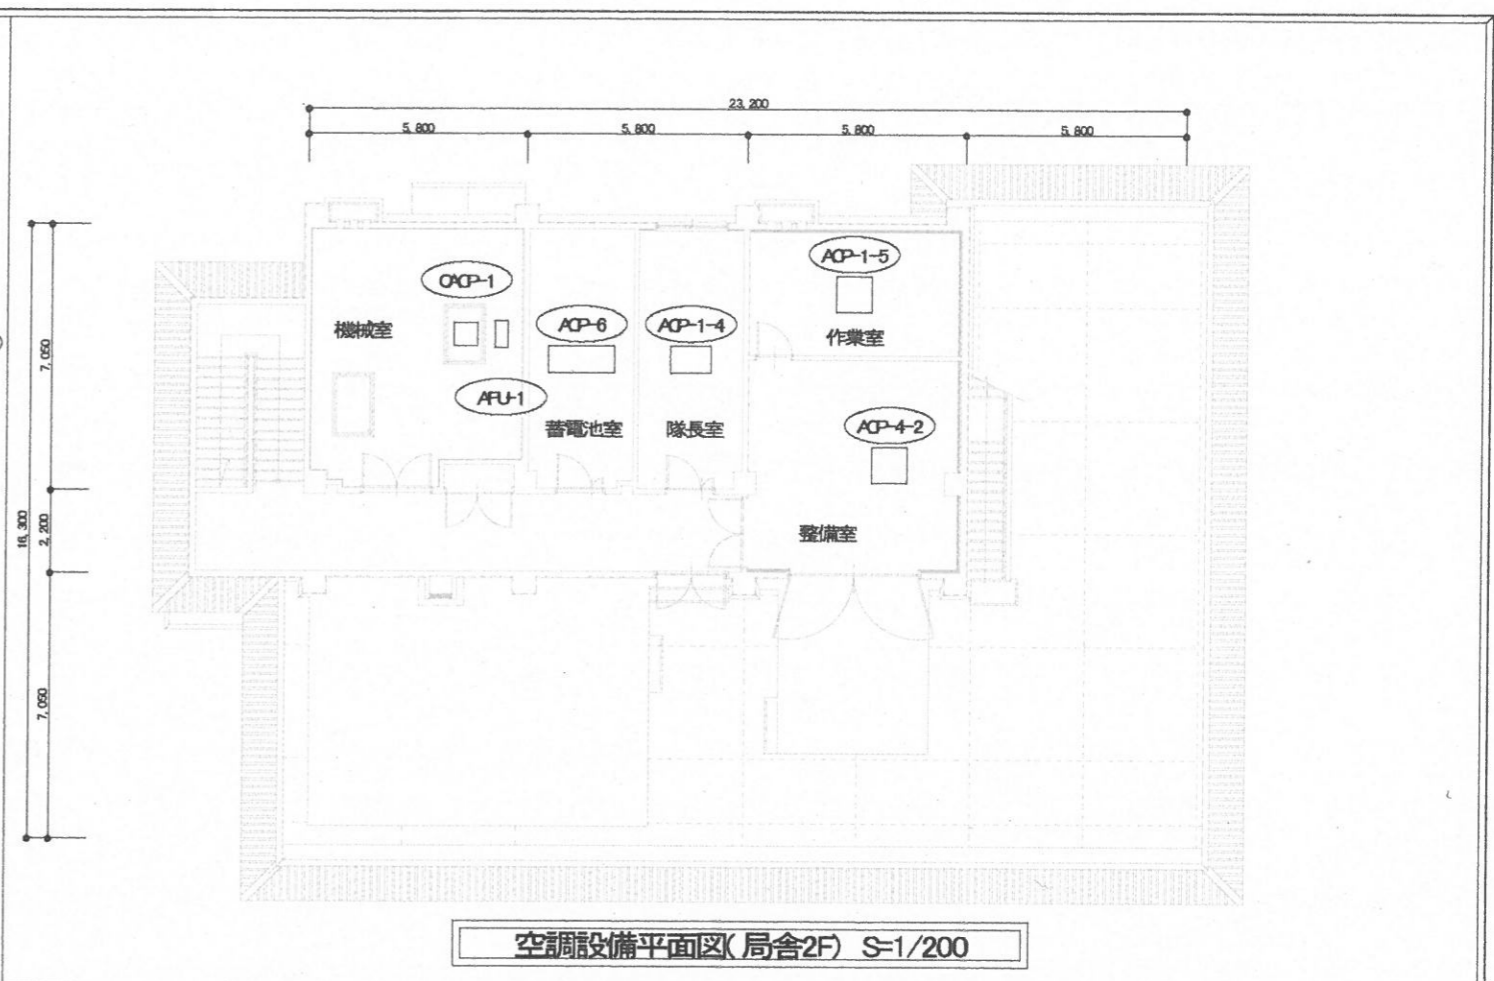 23,200
5,800
5,800
5,800
5,800
7,050
2,200
7,050
16,300
OACP-1
ACP-6
ACP-1-4
ACP-1-5
機械室
作業室
AFU-1
蓄電池室
隊長室
ACP-4-2
整備室
空調設備平面図(局舎2F) S=1/200